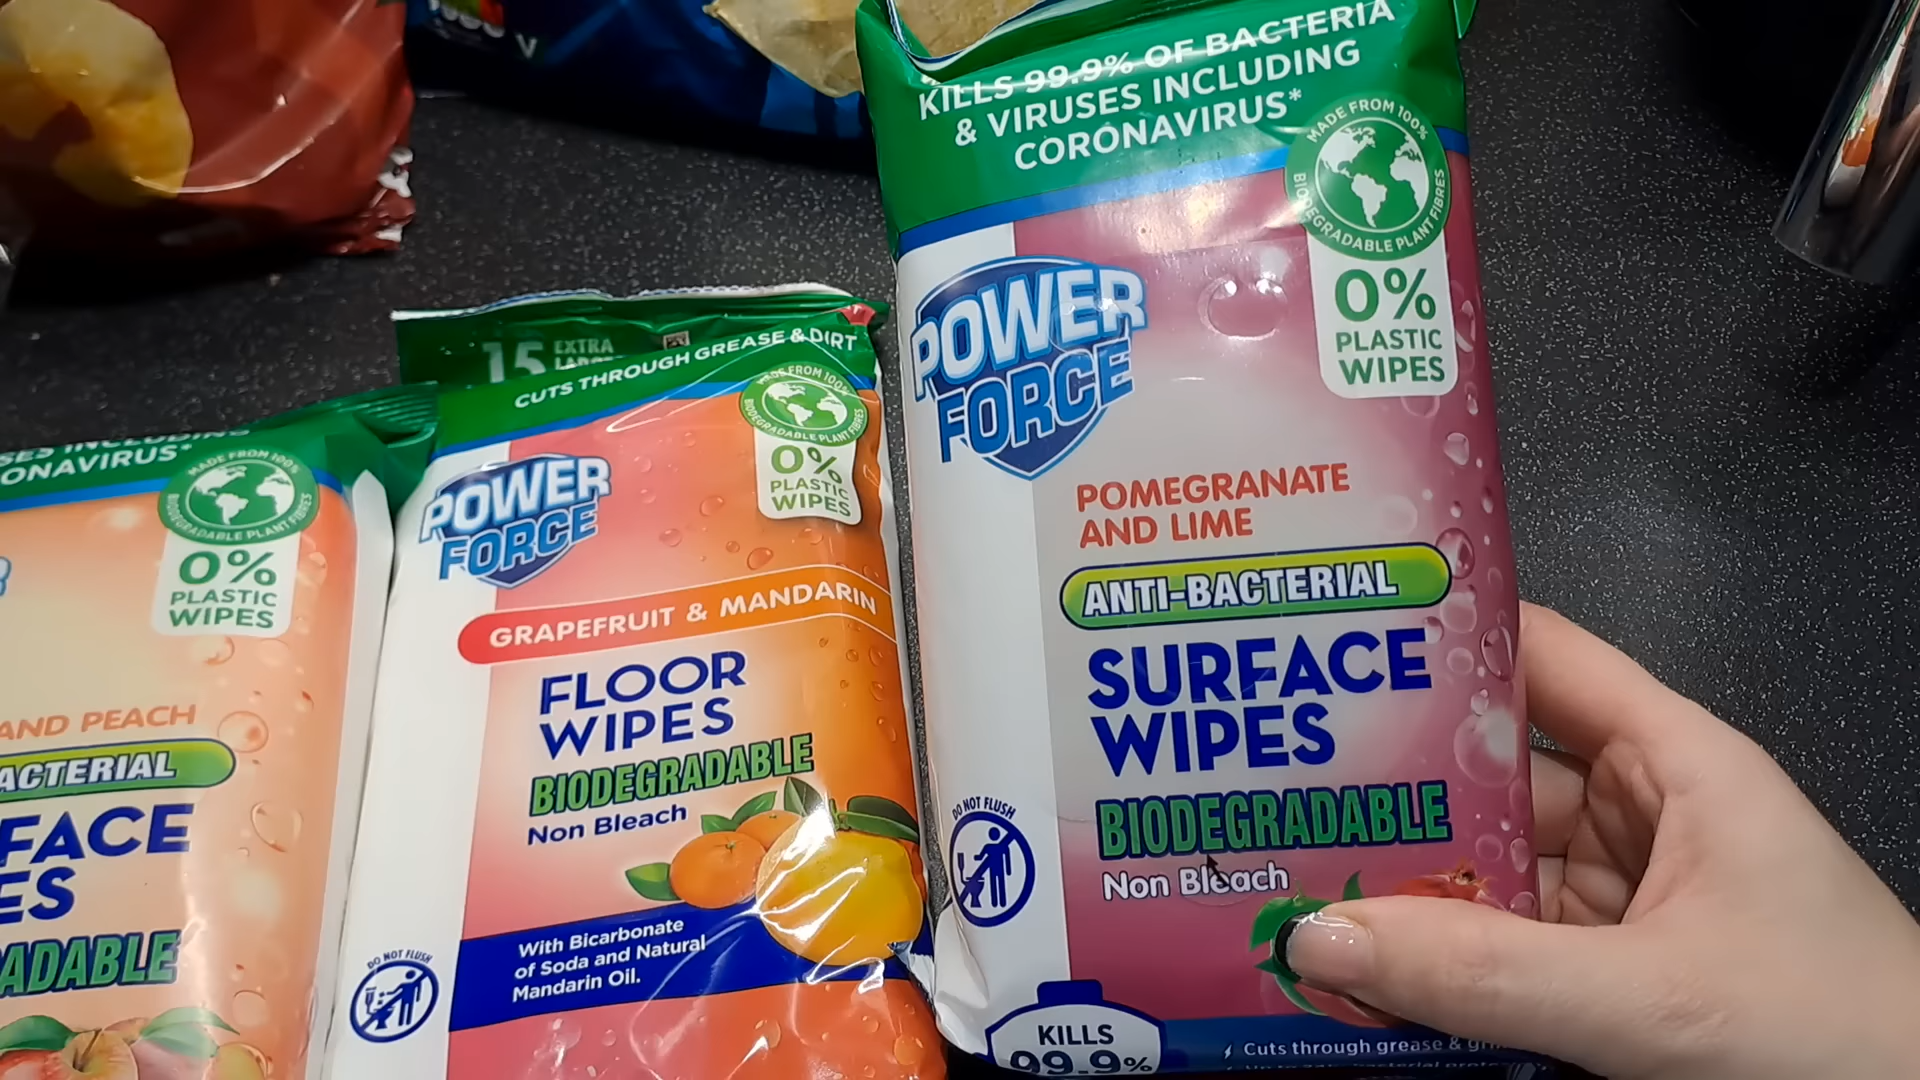 V
KILLS 99.9% OF BACTERIA
& VIRUSES INCLUDING
CORONAVIRUS*
MADE FROM 100%
BIODEGRADABLE PLANT FIBRES
0%
PLASTIC
WIPES
POWER
FORCE
POMEGRANATE
AND LIME
ANTI-BACTERIAL
SURFACE
WIPES
BIODEGRADABLE
Non Bleach
DO NOT FLUSH
KILLS
99.9%
Cuts through grease &
15 EXTRA
CUTS THROUGH GREASE & DIRT
MADE FROM 100%
BIODEGRADABLE PLANT FIBRES
0%
PLASTIC
WIPES
POWER
FORCE
GRAPEFRUIT & MANDARIN
FLOOR
WIPES
BIODEGRADABLE
Non Bleach
With Bicarbonate
of Soda and Natural
Mandarin Oil.
DO NOT FLUSH
SES INCLUDING
ONAVIRUS*
MADE FROM 100%
BIODEGRADABLE PLANT FIBRES
0%
PLASTIC
WIPES
AND PEACH
ACTERIAL
FACE
ES
ADABLE